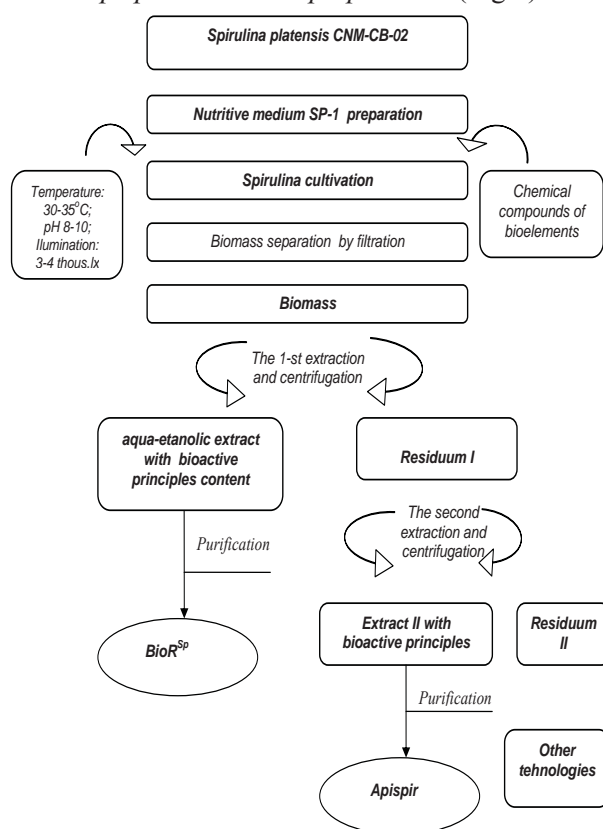 Spirulina platensis CNM-CB-02
Nutritive medium SP-1 preparation
Temperature:
30-35°C;
pH 8-10;
Ilumination:
3-4 thous.lx
Spirulina cultivation
Chemical
compounds of
bioelements
Biomass separation by filtration
Biomass
The 1-st extraction
and centrifugation
aqua-etanolic extract
with bioactive
principles content
Residuum I
Purification
The second
extraction and
centrifugation
BioR^Sp
Extract II with
bioactive principles
Residuum
II
Purification
Other
tehnologies
Apispir